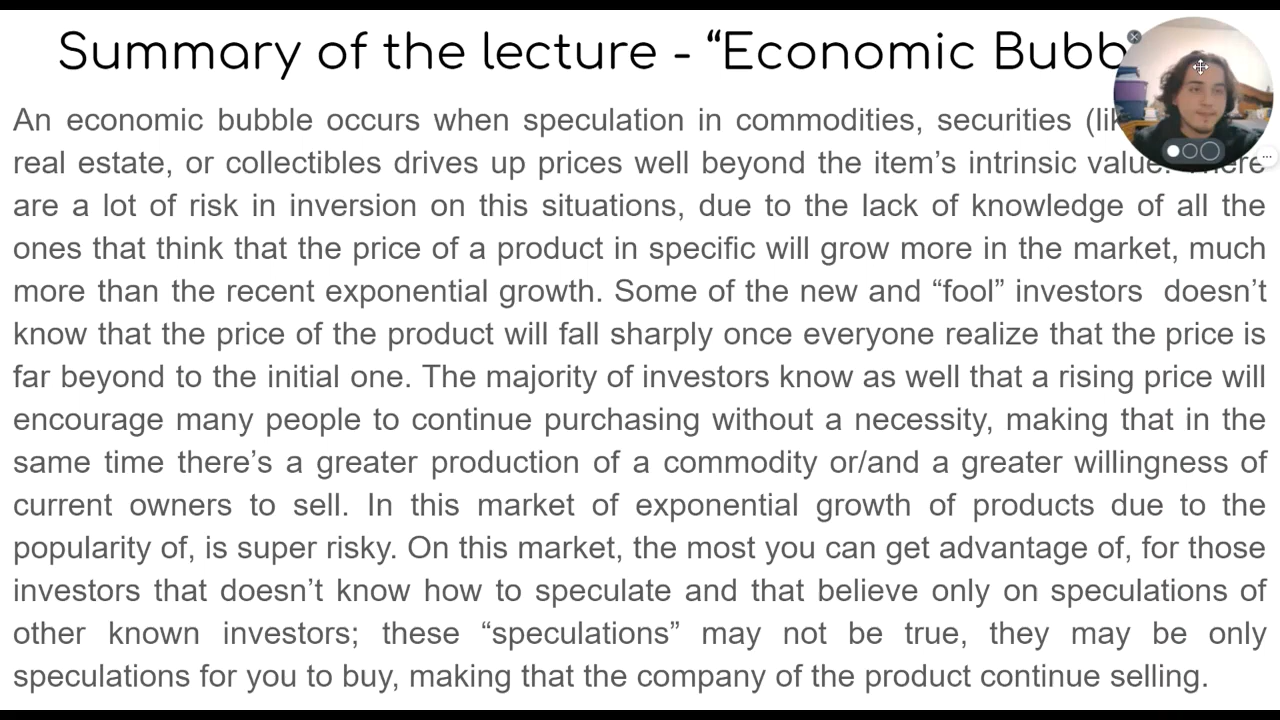 Summary of the lecture - “Economic Bubb
An economic bubble occurs when speculation in commodities, securities
real estate, or collectibles drives up prices well beyond the item’s intrinsic value.
are a lot of risk in inversion on this situations, due to the lack of knowledge of all the
ones that think that the price of a product in specific will grow more in the market, much
more than the recent exponential growth. Some of the new and “fool” investors doesn’t
know that the price of the product will fall sharply once everyone realize that the price is
far beyond to the initial one. The majority of investors know as well that a rising price will
encourage many people to continue purchasing without a necessity, making that in the
same time there’s a greater production of a commodity or/and a greater willingness of
current owners to sell. In this market of exponential growth of products due to the
popularity of, is super risky. On this market, the most you can get advantage of, for those
investors that doesn’t know how to speculate and that believe only on speculations of
other known investors; these “speculations” may not be true, they may be only
speculations for you to buy, making that the company of the product continue selling.